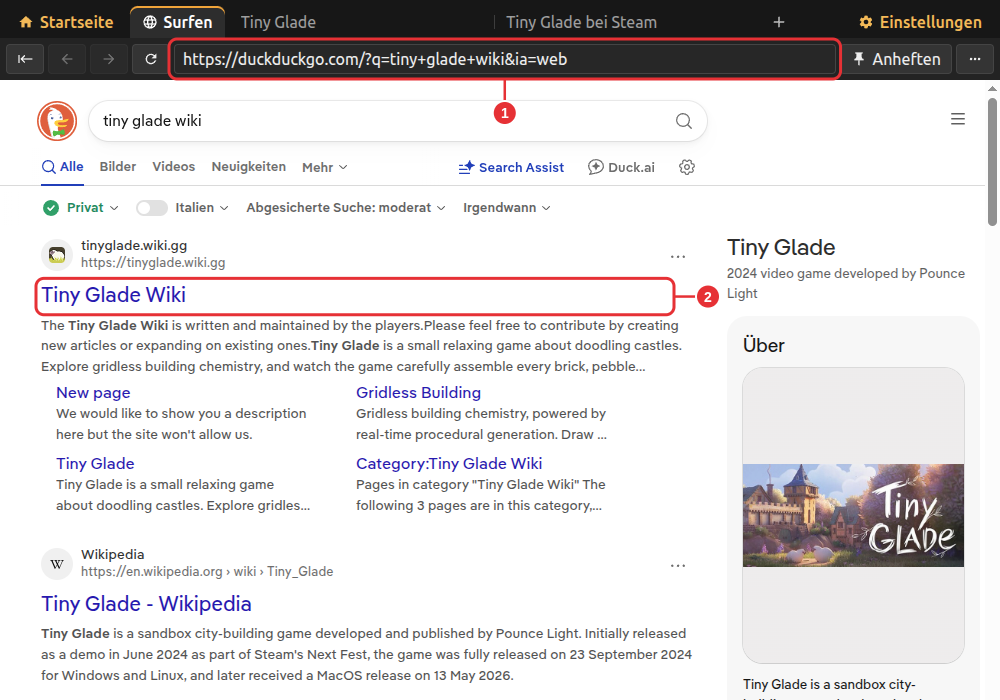 Startseite
Surfen
Tiny Glade
Tiny Glade bei Steam
+
Einstellungen
https://duckduckgo.com/?q=tiny+glade+wiki&ia=web
Anheften
1
tiny glade wiki
Alle
Bilder
Videos
Neuigkeiten
Mehr
Search Assist
Duck.ai
Privat
Italien
Abgesicherte Suche: moderat
Irgendwann
tinyglade.wiki.gg
https://tinyglade.wiki.gg
Tiny Glade Wiki
2
The Tiny Glade Wiki is written and maintained by the players.Please feel free to contribute by creating
new articles or expanding on existing ones.Tiny Glade is a small relaxing game about doodling castles.
Explore gridless building chemistry, and watch the game carefully assemble every brick, pebble...
New page
We would like to show you a description
here but the site won't allow us.
Gridless Building
Gridless building chemistry, powered by
real-time procedural generation. Draw ...
Tiny Glade
Tiny Glade is a small relaxing game
about doodling castles. Explore gridles...
Category:Tiny Glade Wiki
Pages in category "Tiny Glade Wiki" The
following 3 pages are in this category,...
W
Wikipedia
https://en.wikipedia.org › wiki › Tiny_Glade
Tiny Glade - Wikipedia
Tiny Glade is a sandbox city-building game developed and published by Pounce Light. Initially released
as a demo in June 2024 as part of Steam's Next Fest, the game was fully released on 23 September 2024
for Windows and Linux, and later received a MacOS release on 13 May 2026.
Tiny Glade
2024 video game developed by Pounce
Light
Über
Tiny
GLADE
Tiny Glade is a sandbox city-